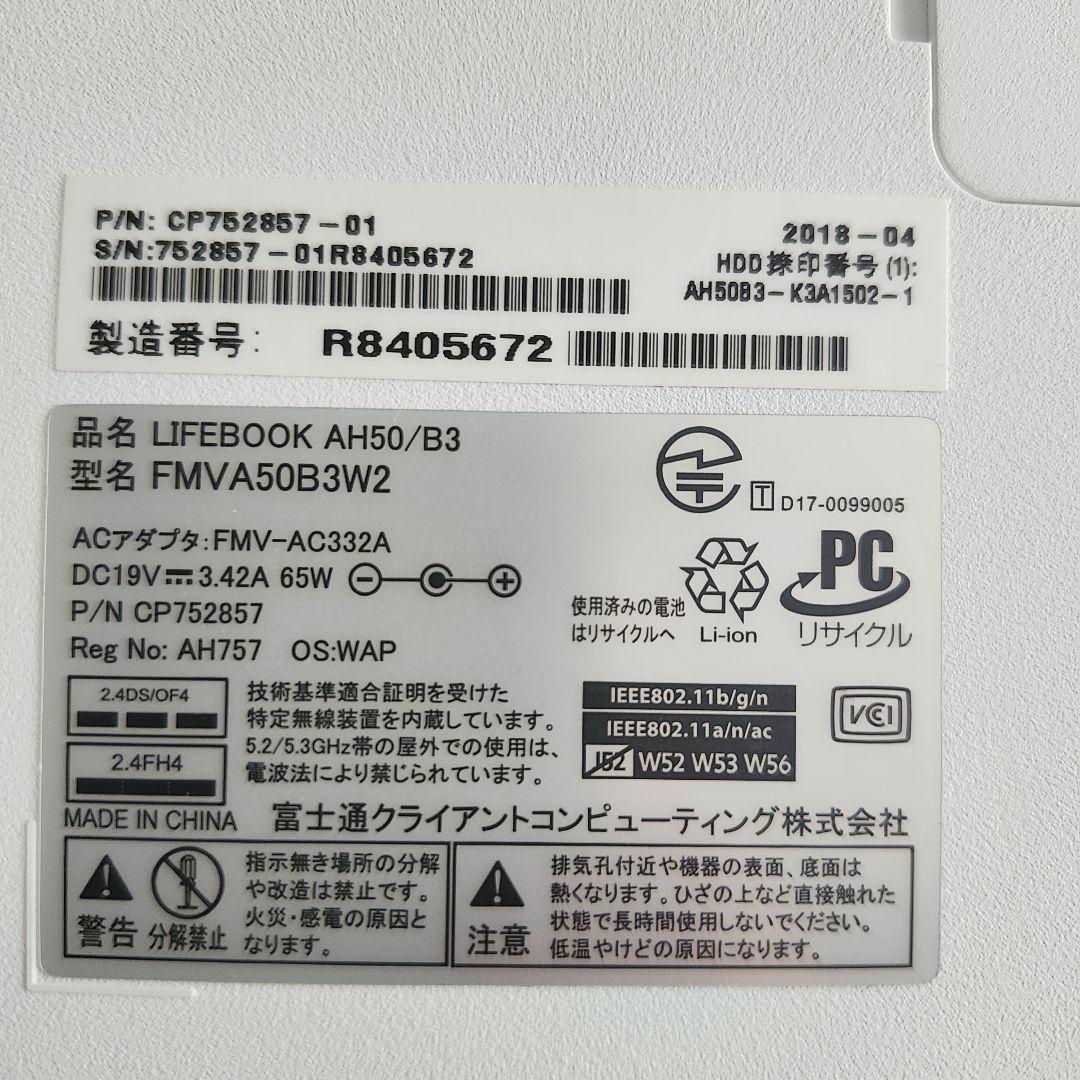 P/N: CP752857-01
S/N:752857-01R8405672
2018-04
HDD捺印番号(1):
AH50B3-K3A1502-1
製造番号: R8405672
品名 LIFEBOOK AH50/B3
型名 FMVA50B3W2
T D17-0099005
ACアダプタ:FMV-AC332A
DC19V 3.42A 65W
P/N CP752857
Reg No: AH757 OS:WAP
使用済みの電池
はリサイクルへ
Li-ion
PC
リサイクル
2.4DS/OF4
2.4FH4
技術基準適合証明を受けた
特定無線装置を内蔵しています。
5.2/5.3GHz帯の屋外での使用は、
電波法により禁じられています。
IEEE802.11b/g/n
IEEE802.11a/n/ac
J52 W52 W53 W56
VCCI
MADE IN CHINA
富士通クライアントコンピューティング株式会社
警告
分解禁止
指示無き場所の分解
や改造は禁止です。
火災・感電の原因と
なります。
注意
排気孔付近や機器の表面、底面は
熱くなります。ひざの上など直接触れた
状態で長時間使用しないでください。
低温やけどの原因になります。